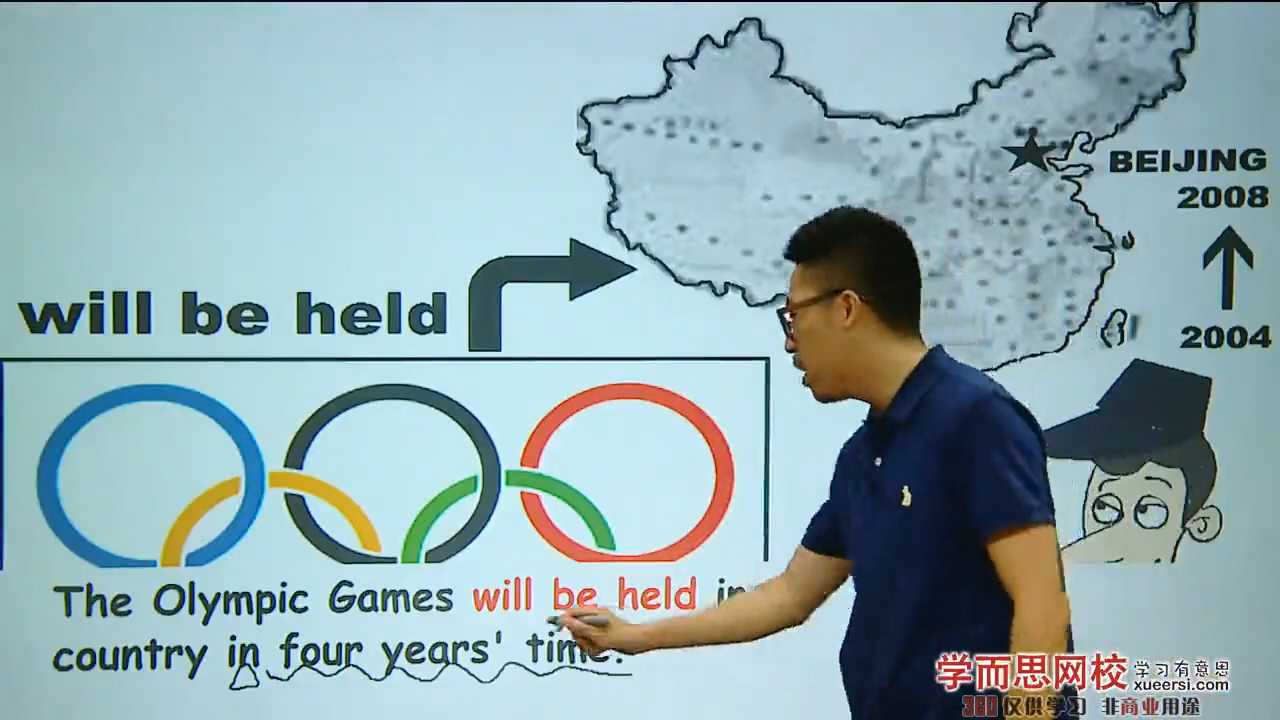 BEIJING
2008
2004
will be held
The Olympic Games will be held in
country in four years' time.
学而思网校 学习有意思
xueersi.com
360 仅供学习 非商业用途